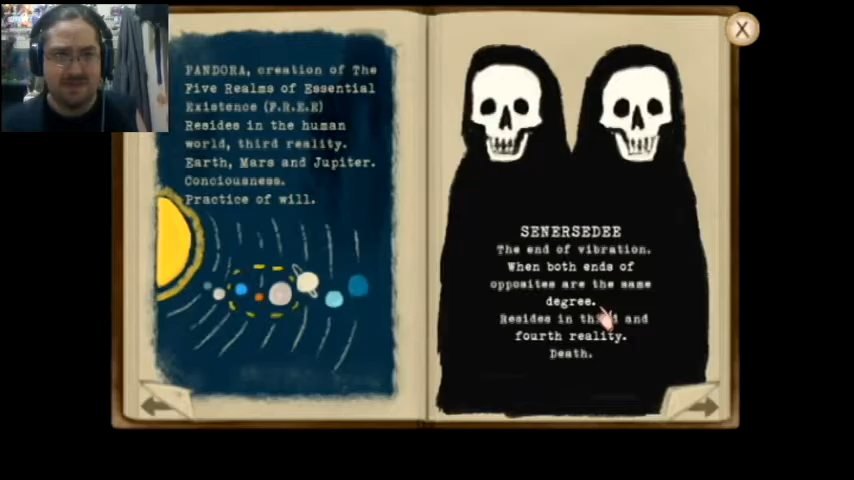 PANDORA, creation of The
Five Realms of Essential
Existence (F.R.E.R)
Resides in the human
world, third reality.
Earth, Mars and Jupiter.
Conciousness.
Practice of will.
SENERSEDEE
The end of vibration.
When both ends of
opposites are the same
degree.
Resides in third and
fourth reality.
Death.
X